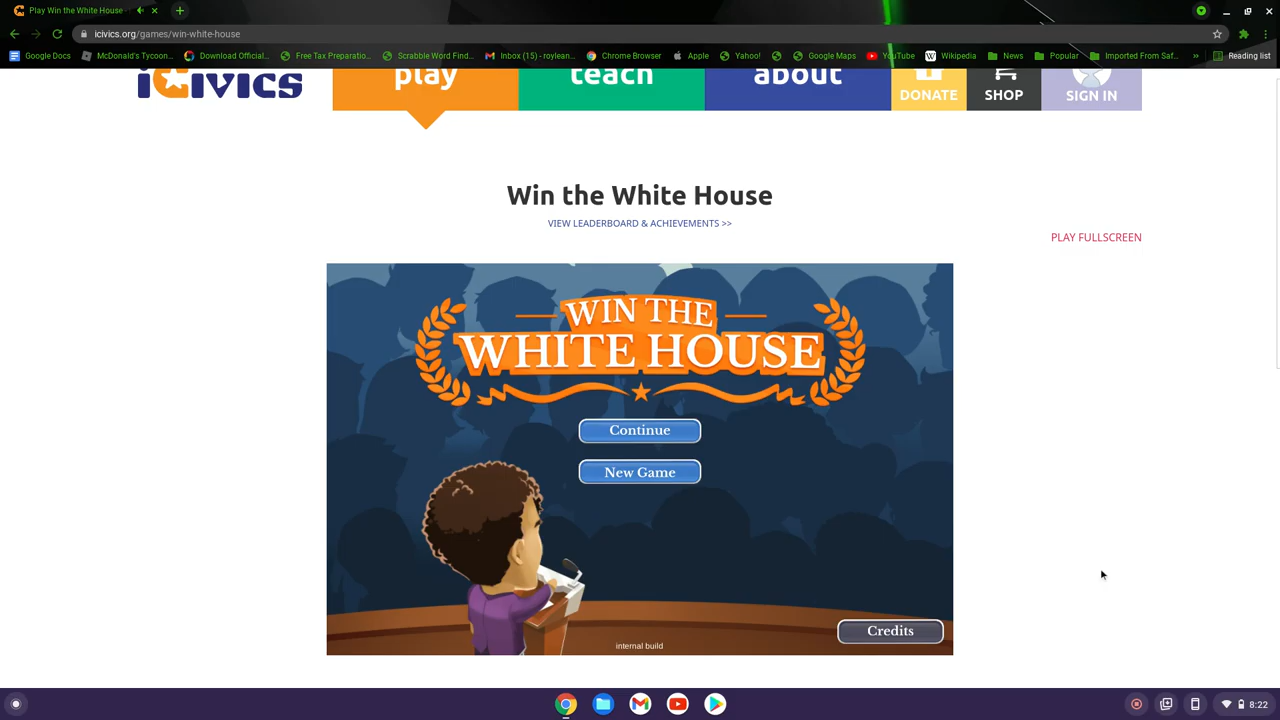 Play Win the White House
icivics.org/games/win-white-house
Google Docs McDonald's Tycoon... Download Official... Free Tax Preparatio... Scrabble Word Find... Inbox (15) - roylean... Chrome Browser Apple Yahoo! Google Maps YouTube Wikipedia News Popular Imported From Saf... » Reading list
iCivics play teach about DONATE SHOP SIGN IN
Win the White House
VIEW LEADERBOARD & ACHIEVEMENTS >>
PLAY FULLSCREEN
WIN THE
WHITE HOUSE
Continue
New Game
Credits
internal build
8:22